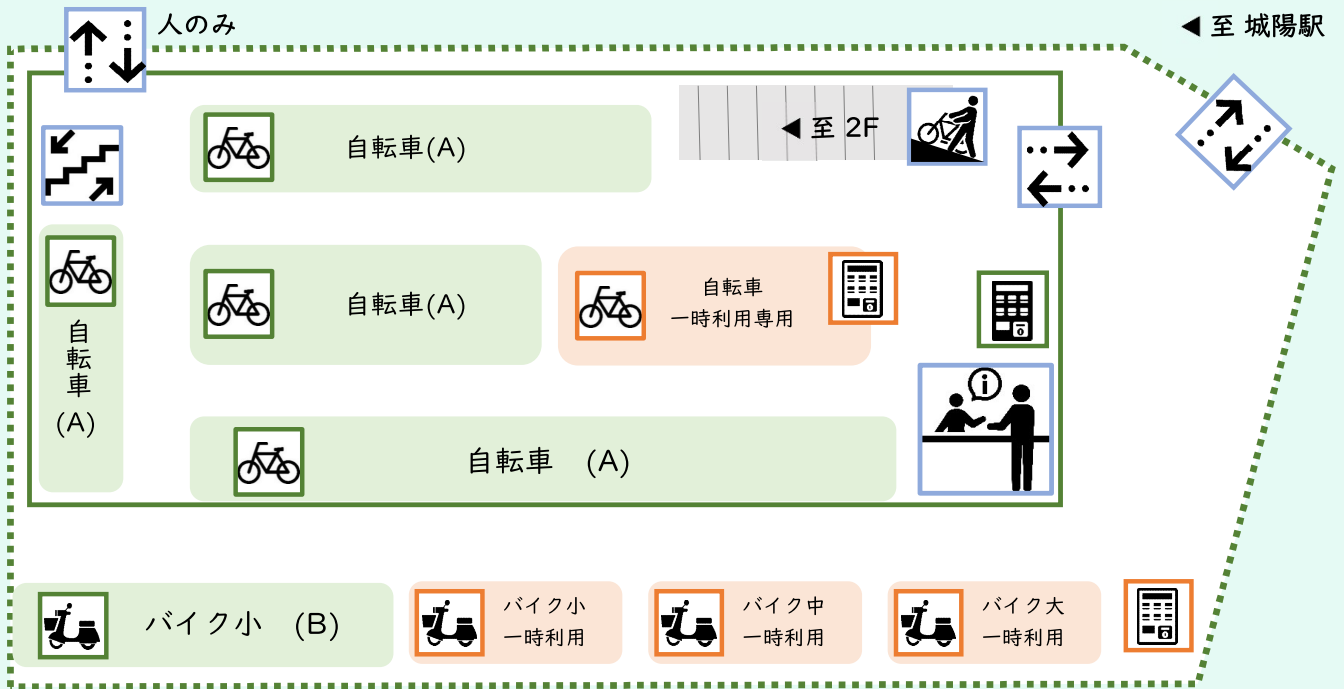 人のみ
◀ 至 城陽駅
自転車(A)
◀ 至 2F
自転車(A)
自転車
一時利用専用
自転車
(A)
自転車 (A)
バイク小 (B)
バイク小
一時利用
バイク中
一時利用
バイク大
一時利用